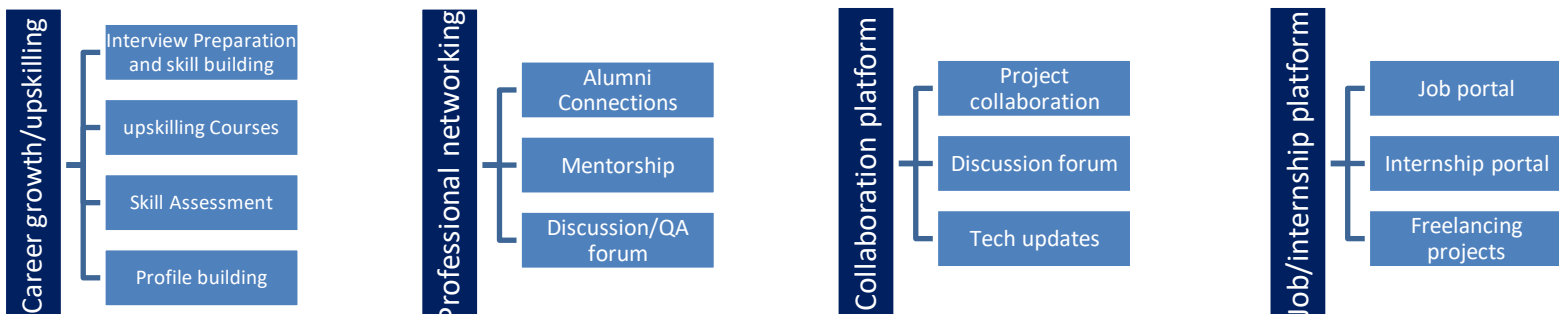 Career growth/upskilling
Interview Preparation
and skill building
upskilling Courses
Skill Assessment
Profile building
Professional networking
Alumni
Connections
Mentorship
Discussion/QA
forum
Collaboration platform
Project
collaboration
Discussion forum
Tech updates
Job/internship platform
Job portal
Internship portal
Freelancing
projects